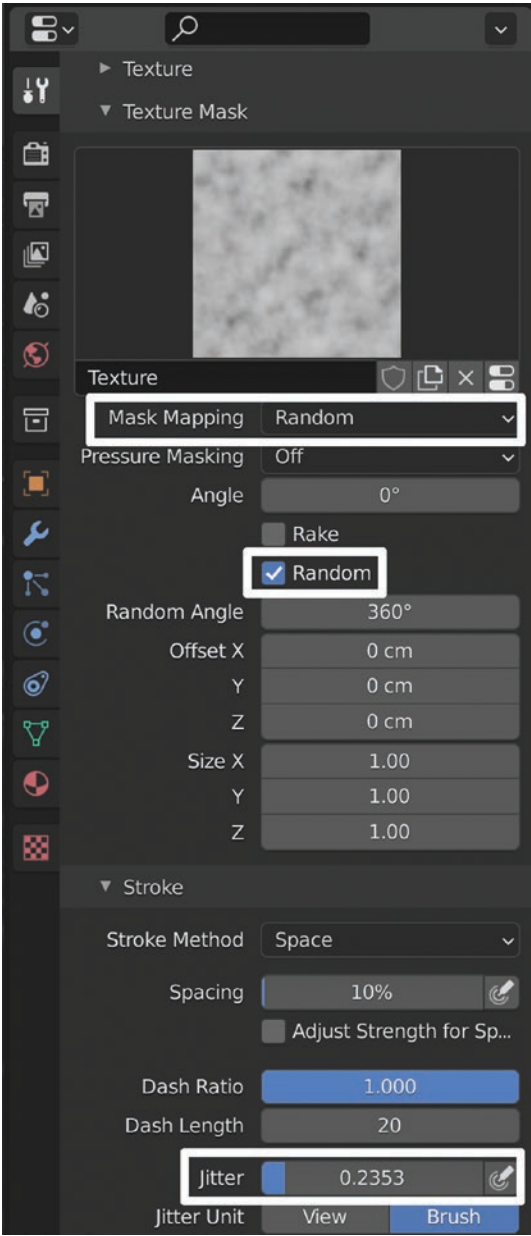 Texture
Texture Mask
Texture
Mask Mapping Random
Pressure Masking Off
Angle 0°
Rake
Random
Random Angle 360°
Offset X 0 cm
Y 0 cm
Z 0 cm
Size X 1.00
Y 1.00
Z 1.00
Stroke
Stroke Method Space
Spacing 10%
Adjust Strength for Sp...
Dash Ratio 1.000
Dash Length 20
Jitter 0.2353
Jitter Unit View Brush